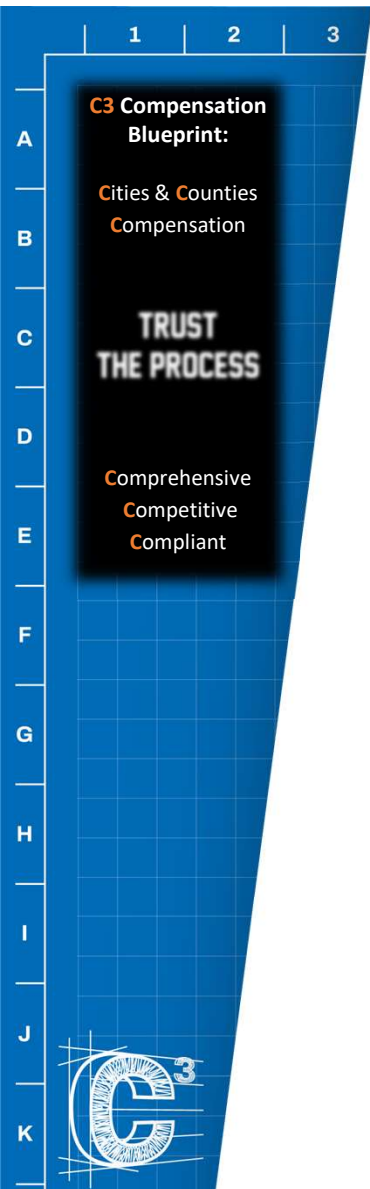 1 2 3
A
C3 Compensation
Blueprint:
Cities & Counties
B
Compensation
C
TRUST
THE PROCESS
D
Comprehensive
Competitive
E
Compliant
F
G
H
I
J
C3
K